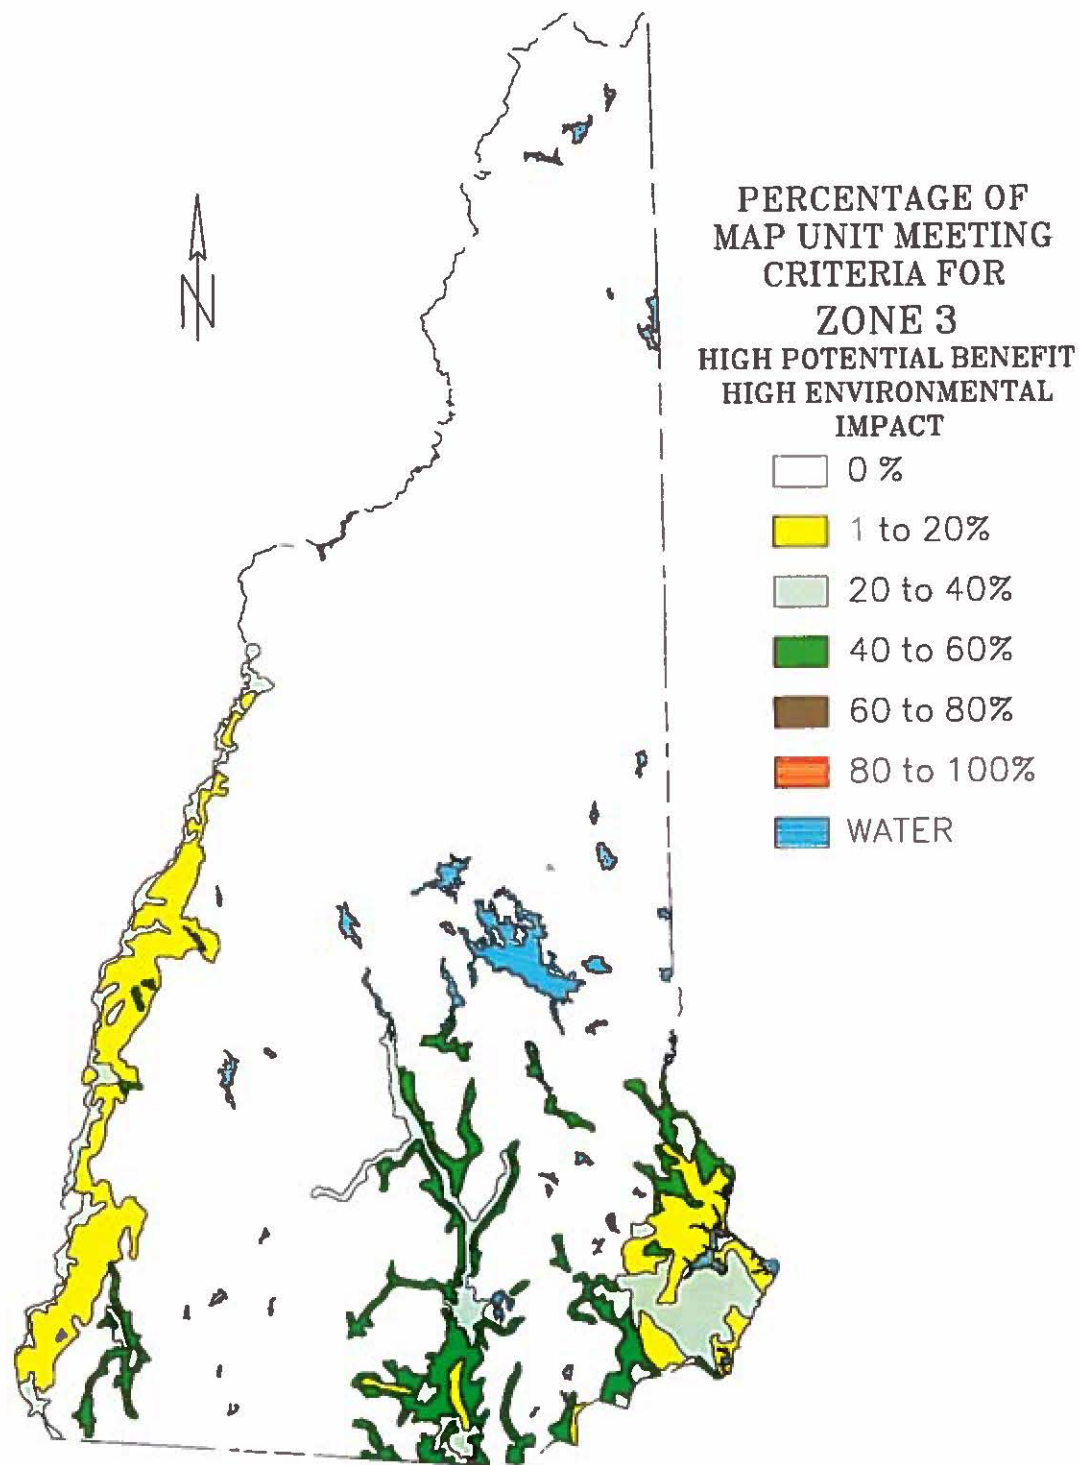 PERCENTAGE OF
MAP UNIT MEETING
CRITERIA FOR
ZONE 3
HIGH POTENTIAL BENEFIT
HIGH ENVIRONMENTAL
IMPACT
0 %
1 to 20%
20 to 40%
40 to 60%
60 to 80%
80 to 100%
WATER
N